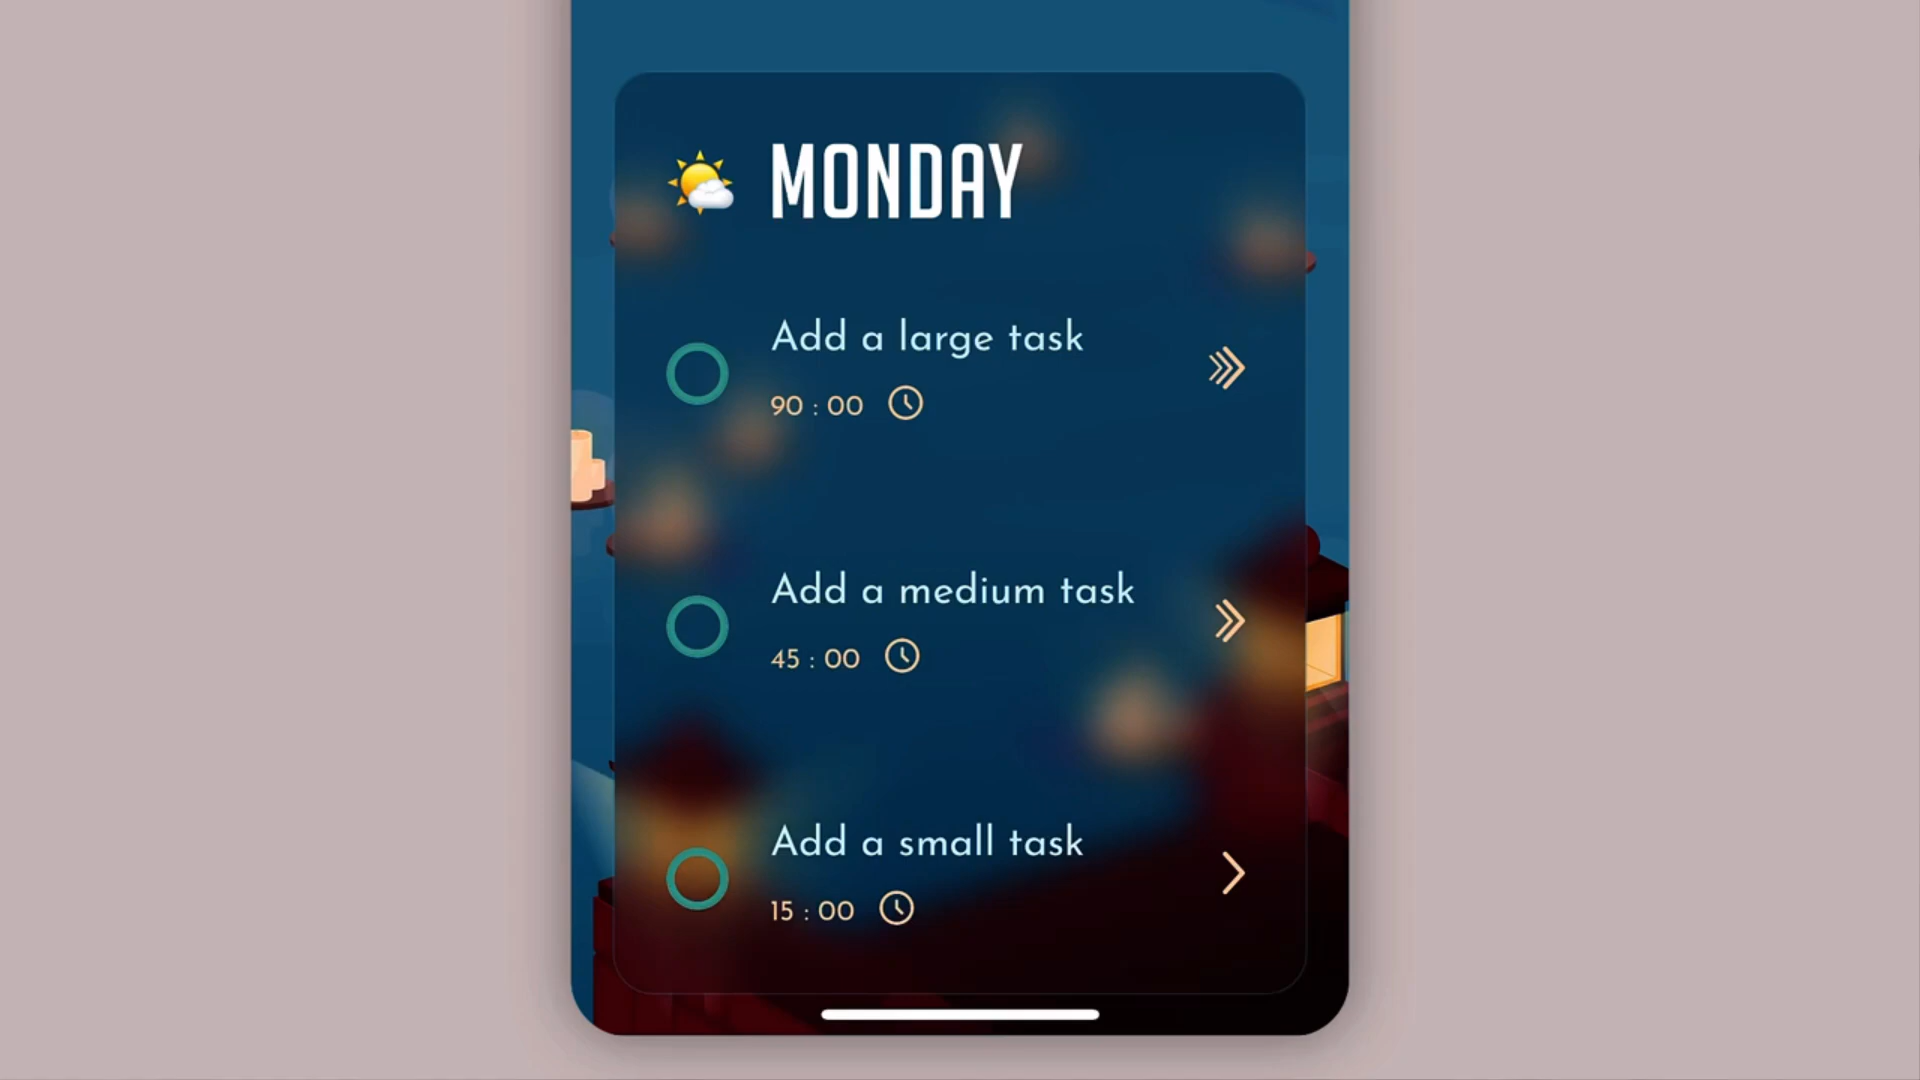 MONDAY
Add a large task
90 : 00
Add a medium task
45 : 00
Add a small task
15 : 00